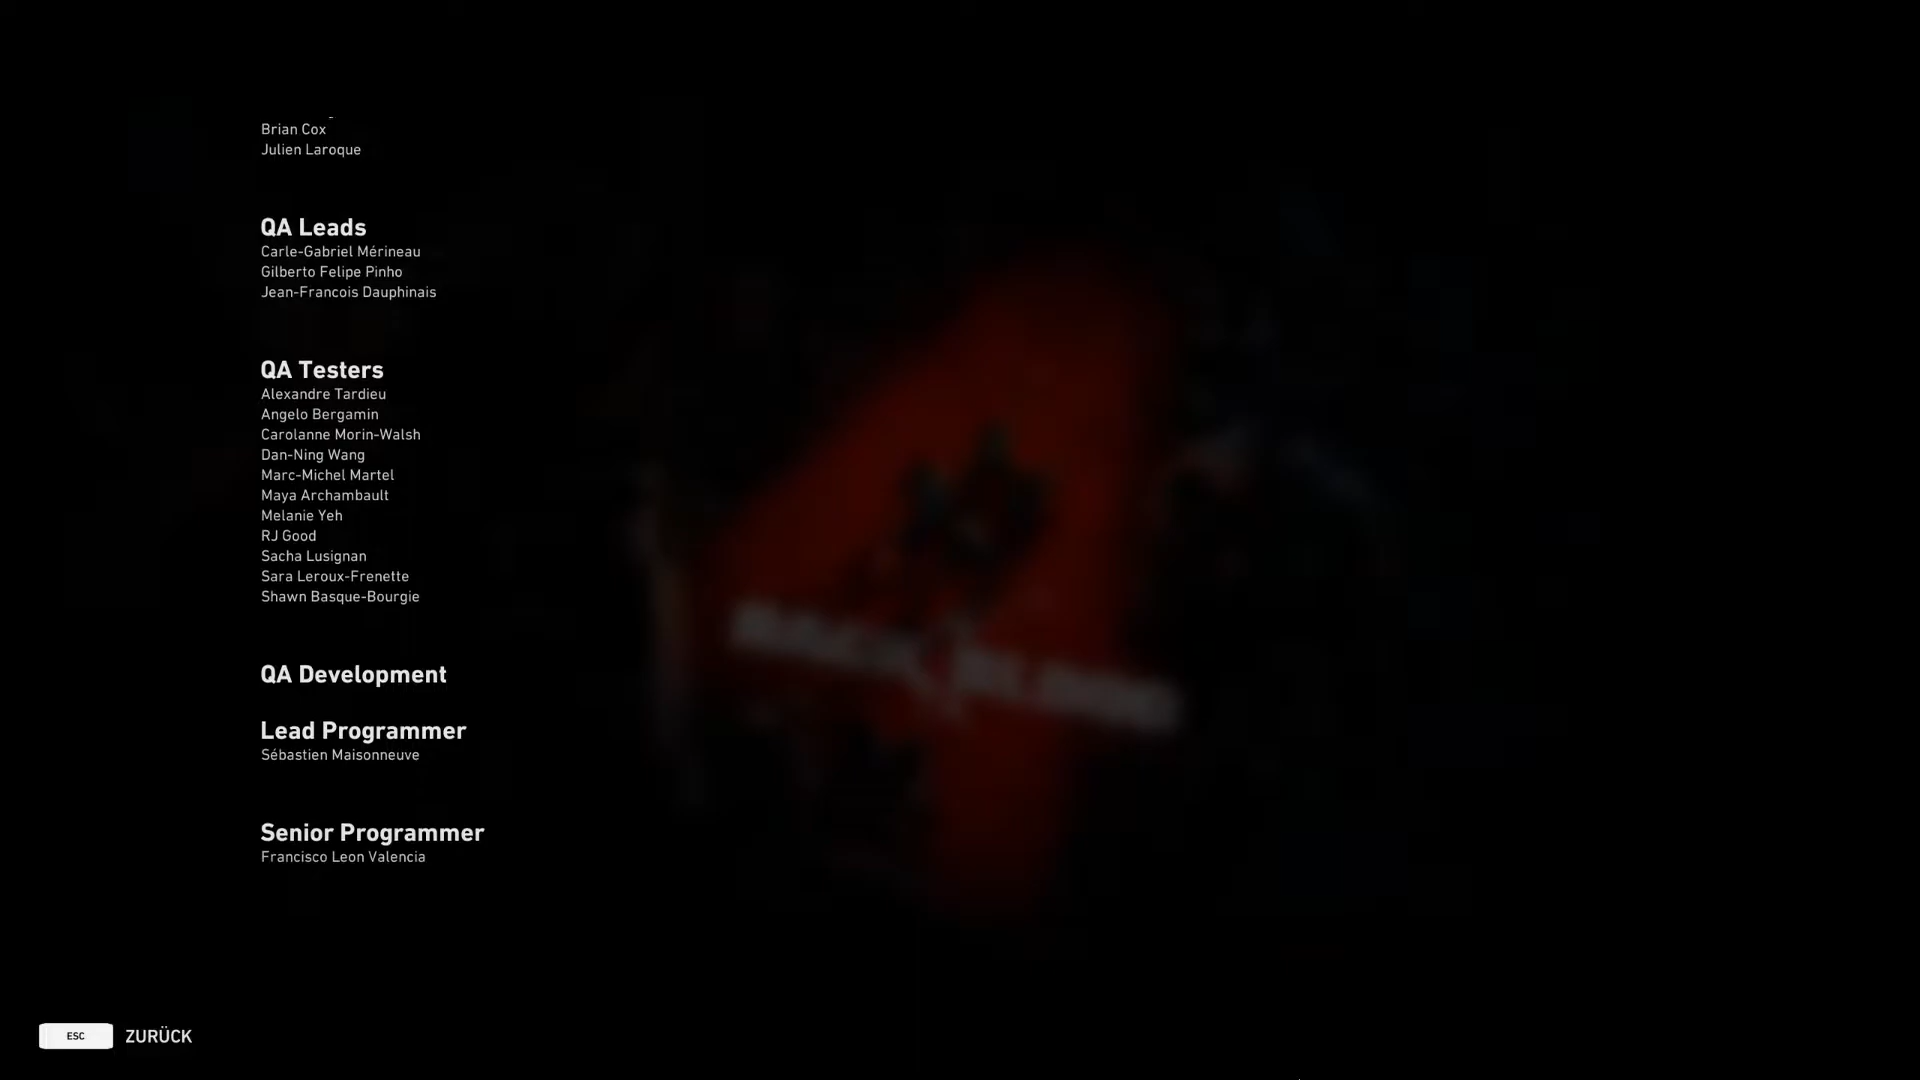 Brian Cox
Julien Laroque
QA Leads
Carle-Gabriel Mérineau
Gilberto Felipe Pinho
Jean-Francois Dauphinais
QA Testers
Alexandre Tardieu
Angelo Bergamin
Carolanne Morin-Walsh
Dan-Ning Wang
Marc-Michel Martel
Maya Archambault
Melanie Yeh
RJ Good
Sacha Lusignan
Sara Leroux-Frenette
Shawn Basque-Bourgie
QA Development
Lead Programmer
Sébastien Maisonneuve
Senior Programmer
Francisco Leon Valencia
ESC ZURÜCK